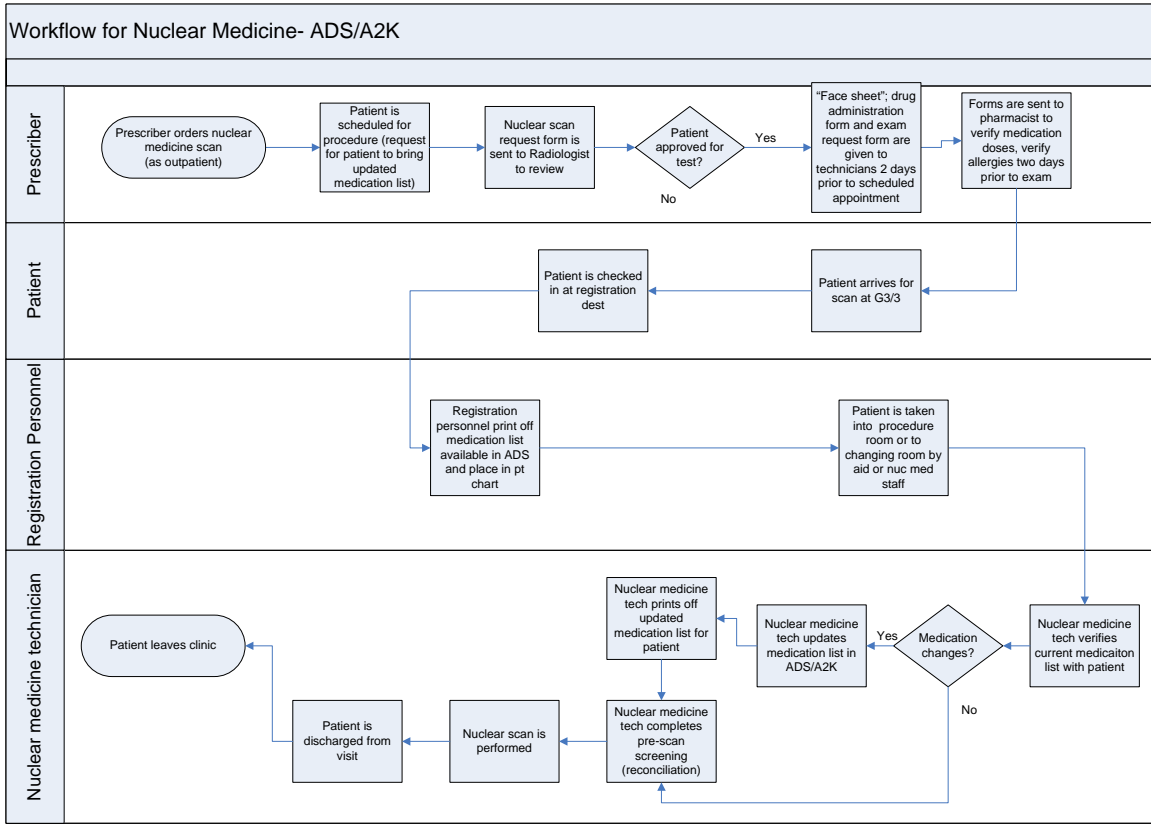 Workflow for Nuclear Medicine- ADS/A2K
Prescriber
Prescriber orders nuclear
medicine scan
(as outpatient)
Patient is
scheduled for
procedure (request
for patient to bring
updated
medication list)
Nuclear scan
request form is
sent to Radiologist
to review
Patient
approved for
test?
Yes
No
“Face sheet”; drug
administration
form and exam
request form are
given to
technicians 2 days
prior to scheduled
appointment
Forms are sent to
pharmacist to
verify medication
doses, verify
allergies two days
prior to exam
Patient
Patient is checked
in at registration
dest
Patient arrives for
scan at G3/3
Registration Personnel
Registration
personnel print off
medication list
available in ADS
and place in pt
chart
Patient is taken
into procedure
room or to
changing room by
aid or nuc med
staff
Nuclear medicine technician
Patient leaves clinic
Nuclear medicine
tech prints off
updated
medication list for
patient
Nuclear medicine
tech updates
medication list in
ADS/A2K
Yes
Medication
changes?
No
Nuclear medicine
tech verifies
current medicaiton
list with patient
Patient is
discharged from
visit
Nuclear scan is
performed
Nuclear medicine
tech completes
pre-scan
screening
(reconciliation)